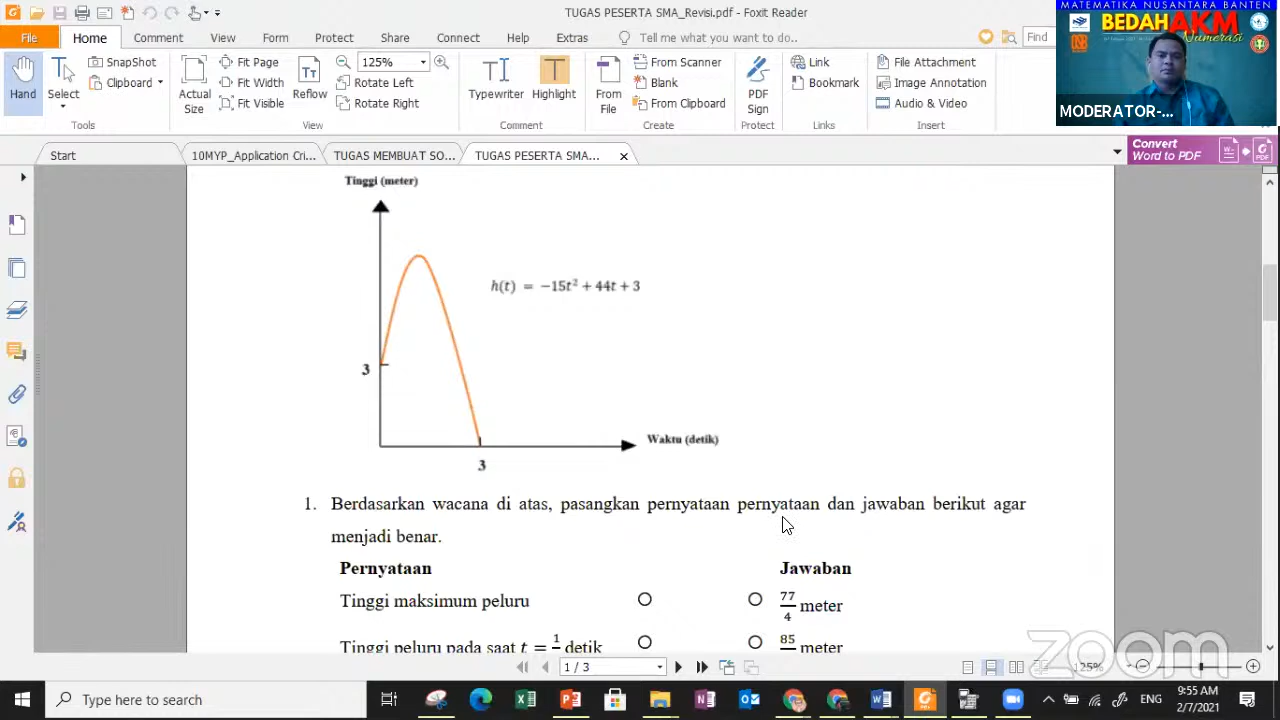 TUGAS PESERTA SMA_Revisi.pdf - Foxit Reader
File Home Comment View Form Protect Share Connect Help Extras Tell me what you want to do.. Find
MATEMATIKA NUSANTARA BANTEN
BEDAH AKM
Numerasi
MODERATOR-...
Hand
Select
SnapShot
Clipboard
Tools
Actual Size
Fit Page
Fit Width
Fit Visible
Reflow
125%
Rotate Left
Rotate Right
View
Typewriter
Highlight
Comment
From File
From Scanner
Blank
From Clipboard
Create
PDF Sign
Protect
Link
Bookmark
Links
File Attachment
Image Annotation
Audio & Video
Insert
Start
10MYP_Application Cri...
TUGAS MEMBUAT SO...
TUGAS PESERTA SMA...
Convert
Word to PDF
Tinggi (meter)
h(t) = −15t² + 44t + 3
3
Waktu (detik)
3
1. Berdasarkan wacana di atas, pasangkan pernyataan pernyataan dan jawaban berikut agar
menjadi benar.
Pernyataan Jawaban
Tinggi maksimum peluru 77/4 meter
Tinggi peluru pada saat t = 1 detik 85 meter
zoom
1 / 3
125%
Type here to search
ENG
9:55 AM
2/7/2021